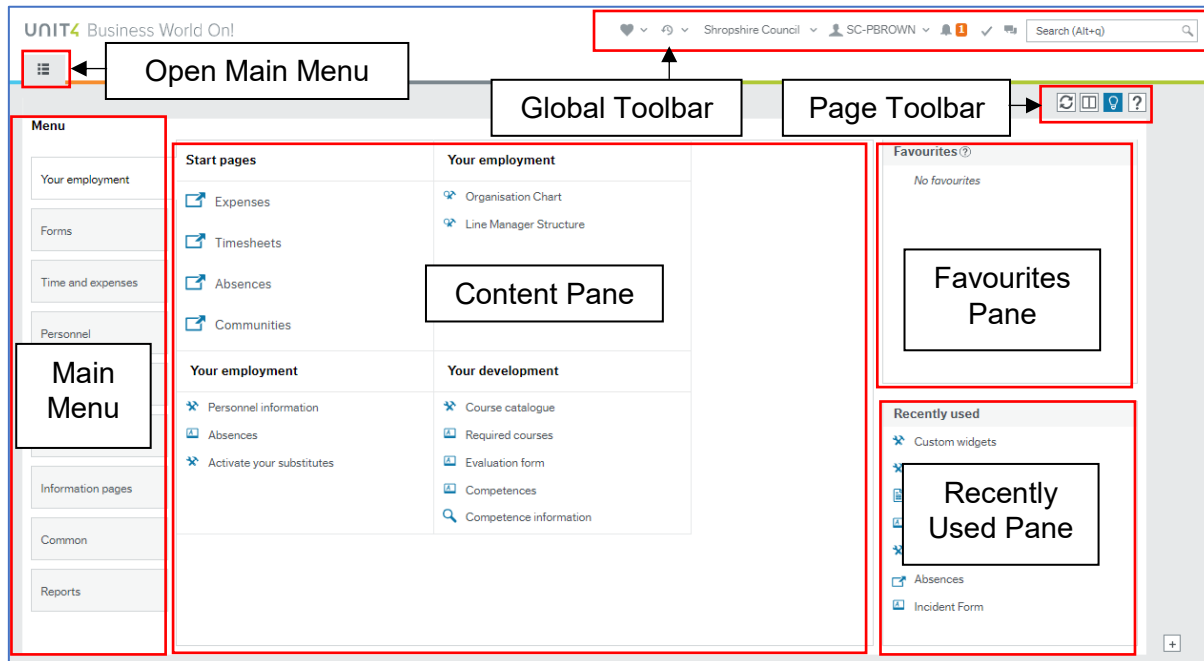 UNIT4 Business World On!
Shropshire Council
SC-PBROWN
1
Search (Alt+q)
Open Main Menu
Global Toolbar
Page Toolbar
?
Menu
Your employment
Forms
Time and expenses
Personnel
Information pages
Common
Reports
Main
Menu
Start pages
Expenses
Timesheets
Absences
Communities
Your employment
Organisation Chart
Line Manager Structure
Content Pane
Your employment
Personnel information
Absences
Activate your substitutes
Your development
Course catalogue
Required courses
Evaluation form
Competences
Competence information
Favourites ?
No favourites
Favourites
Pane
Recently used
Custom widgets
Recently
Used Pane
Absences
Incident Form
+